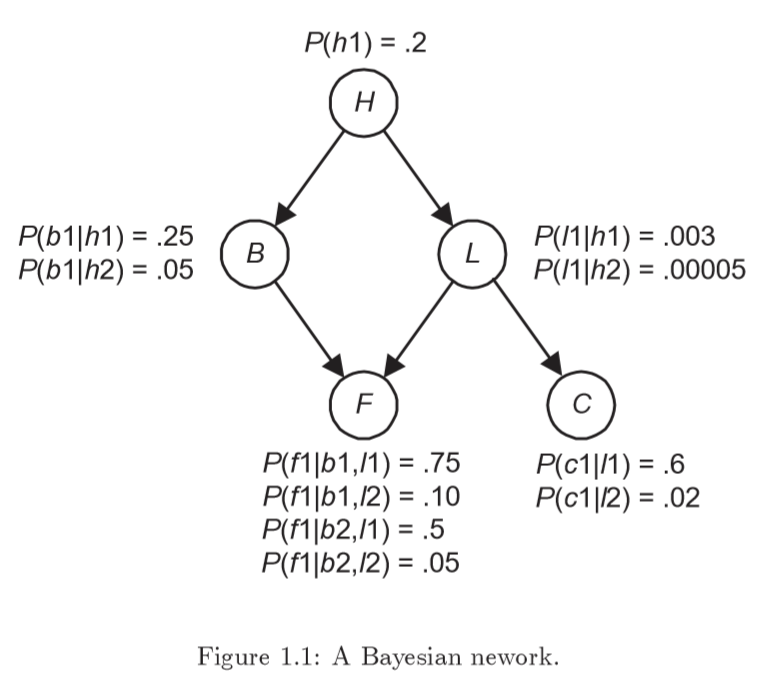 P(h1) = .2
H
P(b1|h1) = .25
P(b1|h2) = .05
B
L
P(l1|h1) = .003
P(l1|h2) = .00005
F
C
P(f1|b1,l1) = .75
P(f1|b1,l2) = .10
P(f1|b2,l1) = .5
P(f1|b2,l2) = .05
P(c1|l1) = .6
P(c1|l2) = .02
Figure 1.1: A Bayesian nework.